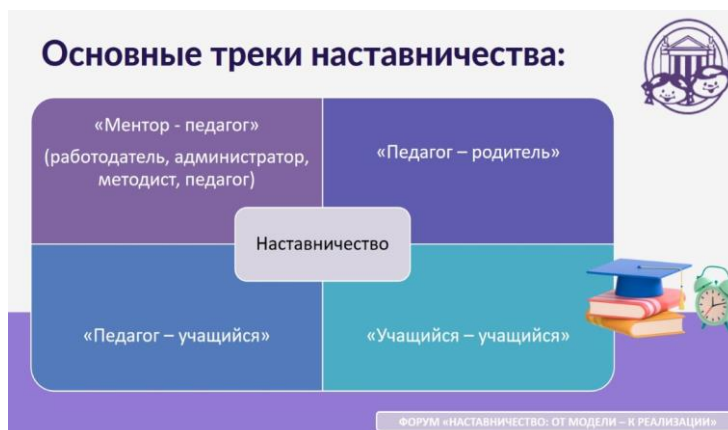 Основные треки наставничества:
«Ментор - педагог»
(работодатель, администратор,
методист, педагог)
«Педагог – родитель»
Наставничество
«Педагог – учащийся»
«Учащийся – учащийся»
ФОРУМ «НАСТАВНИЧЕСТВО: ОТ МОДЕЛИ – К РЕАЛИЗАЦИИ»